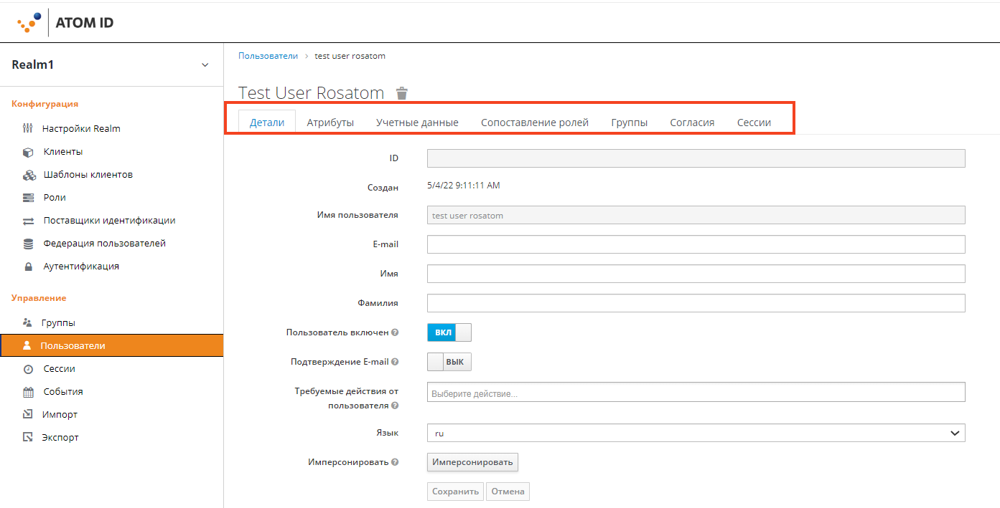 ATOM ID
Realm1
Конфигурация
Настройки Realm
Клиенты
Шаблоны клиентов
Роли
Поставщики идентификации
Федерация пользователей
Аутентификация
Управление
Группы
Пользователи
Сессии
События
Импорт
Экспорт
Пользователи › test user rosatom
Test User Rosatom
Детали Атрибуты Учетные данные Сопоставление ролей Группы Согласия Сессии
ID
Создан 5/4/22 9:11:11 AM
Имя пользователя test user rosatom
E-mail
Имя
Фамилия
Пользователь включен ВКЛ
Подтверждение E-mail ВЫК
Требуемые действия от Выберите действие...
пользователя
Язык ru
Имперсонировать Имперсонировать
Сохранить Отмена